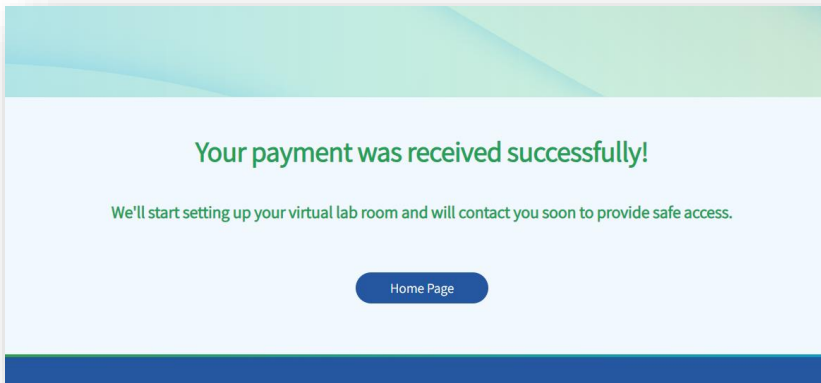 Your payment was received successfully!
We'll start setting up your virtual lab room and will contact you soon to provide safe access.
Home Page